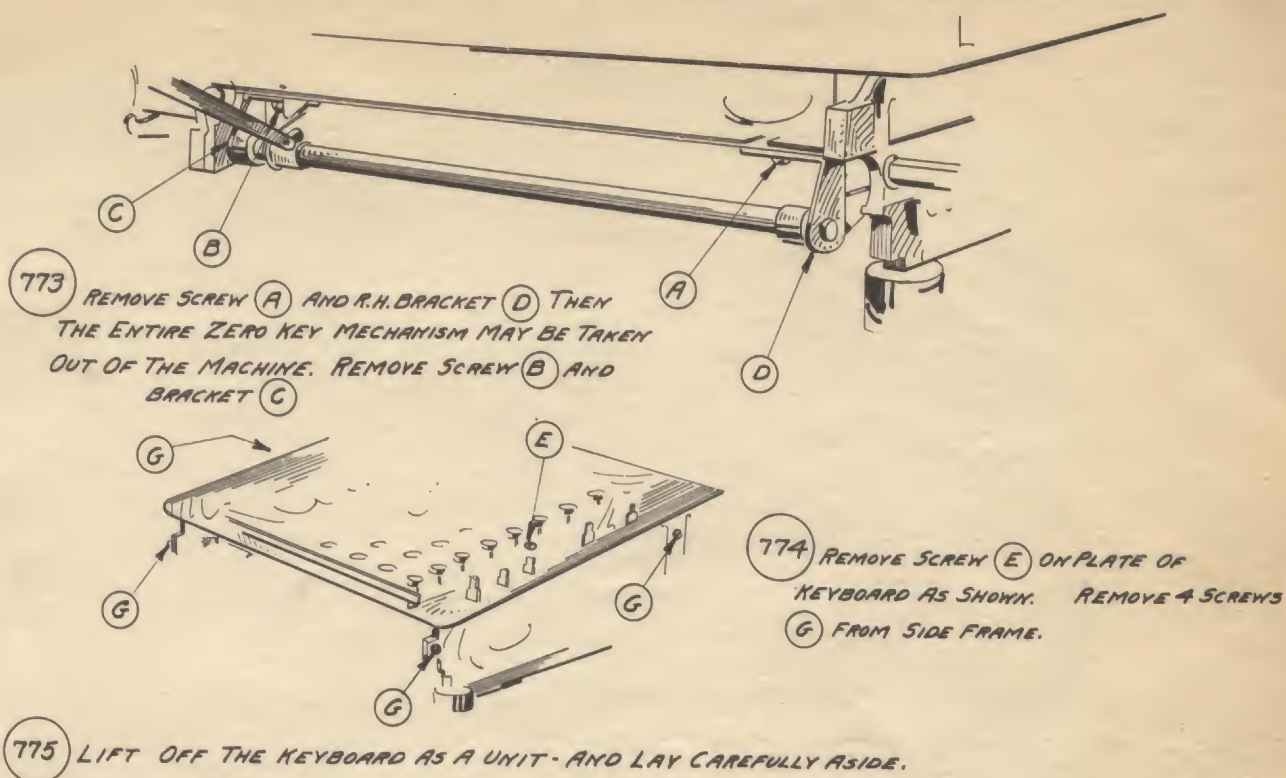 C
B
A
D
773 REMOVE SCREW A AND R.H. BRACKET D THEN
THE ENTIRE ZERO KEY MECHANISM MAY BE TAKEN
OUT OF THE MACHINE. REMOVE SCREW B AND
BRACKET C
G
E
G
G
G
774 REMOVE SCREW E ON PLATE OF
KEYBOARD AS SHOWN. REMOVE 4 SCREWS
G FROM SIDE FRAME.
775 LIFT OFF THE KEYBOARD AS A UNIT - AND LAY CAREFULLY ASIDE.